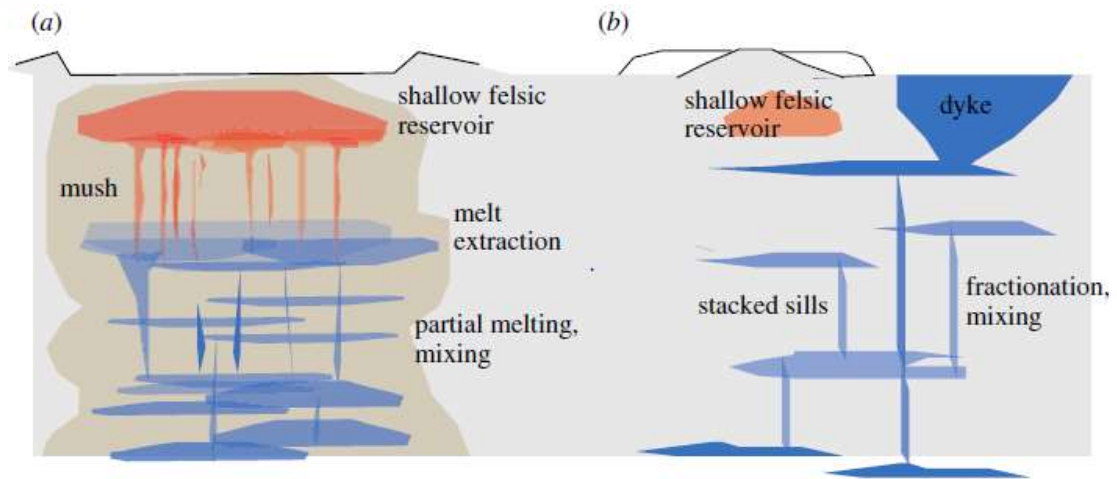 (a)
shallow felsic
reservoir
mush
melt
extraction
partial melting,
mixing
(b)
shallow felsic
reservoir
dyke
stacked sills
fractionation,
mixing